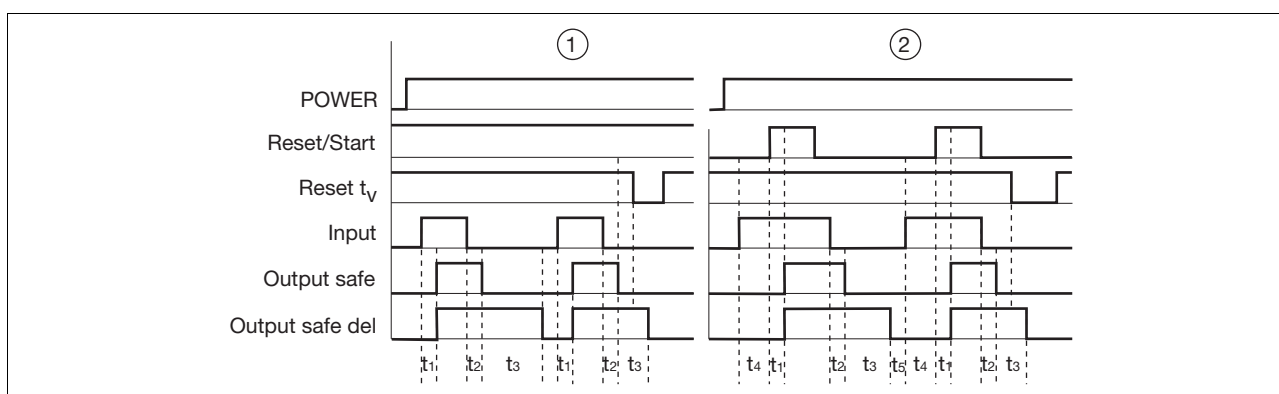 ① ②
POWER
Reset/Start
Reset tV
Input
Output safe
Output safe del
t1 t2 t3 t1 t2 t3 t4 t1 t2 t3 t5 t4 t1 t2 t3